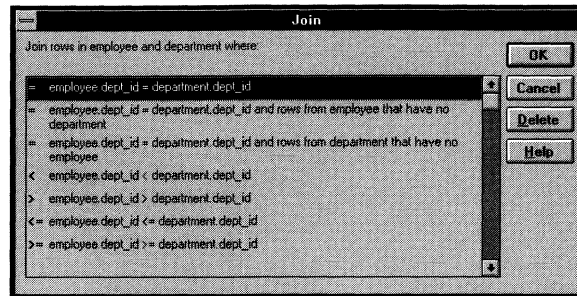 Join
Join rows in employee and department where:
= employee.dept_id = department.dept_id
= employee.dept_id = department.dept_id and rows from employee that have no
department
= employee.dept_id = department.dept_id and rows from department that have no
employee
< employee.dept_id < department.dept_id
> employee.dept_id > department.dept_id
<= employee.dept_id <= department.dept_id
>= employee.dept_id >= department.dept_id
OK
Cancel
Delete
Help